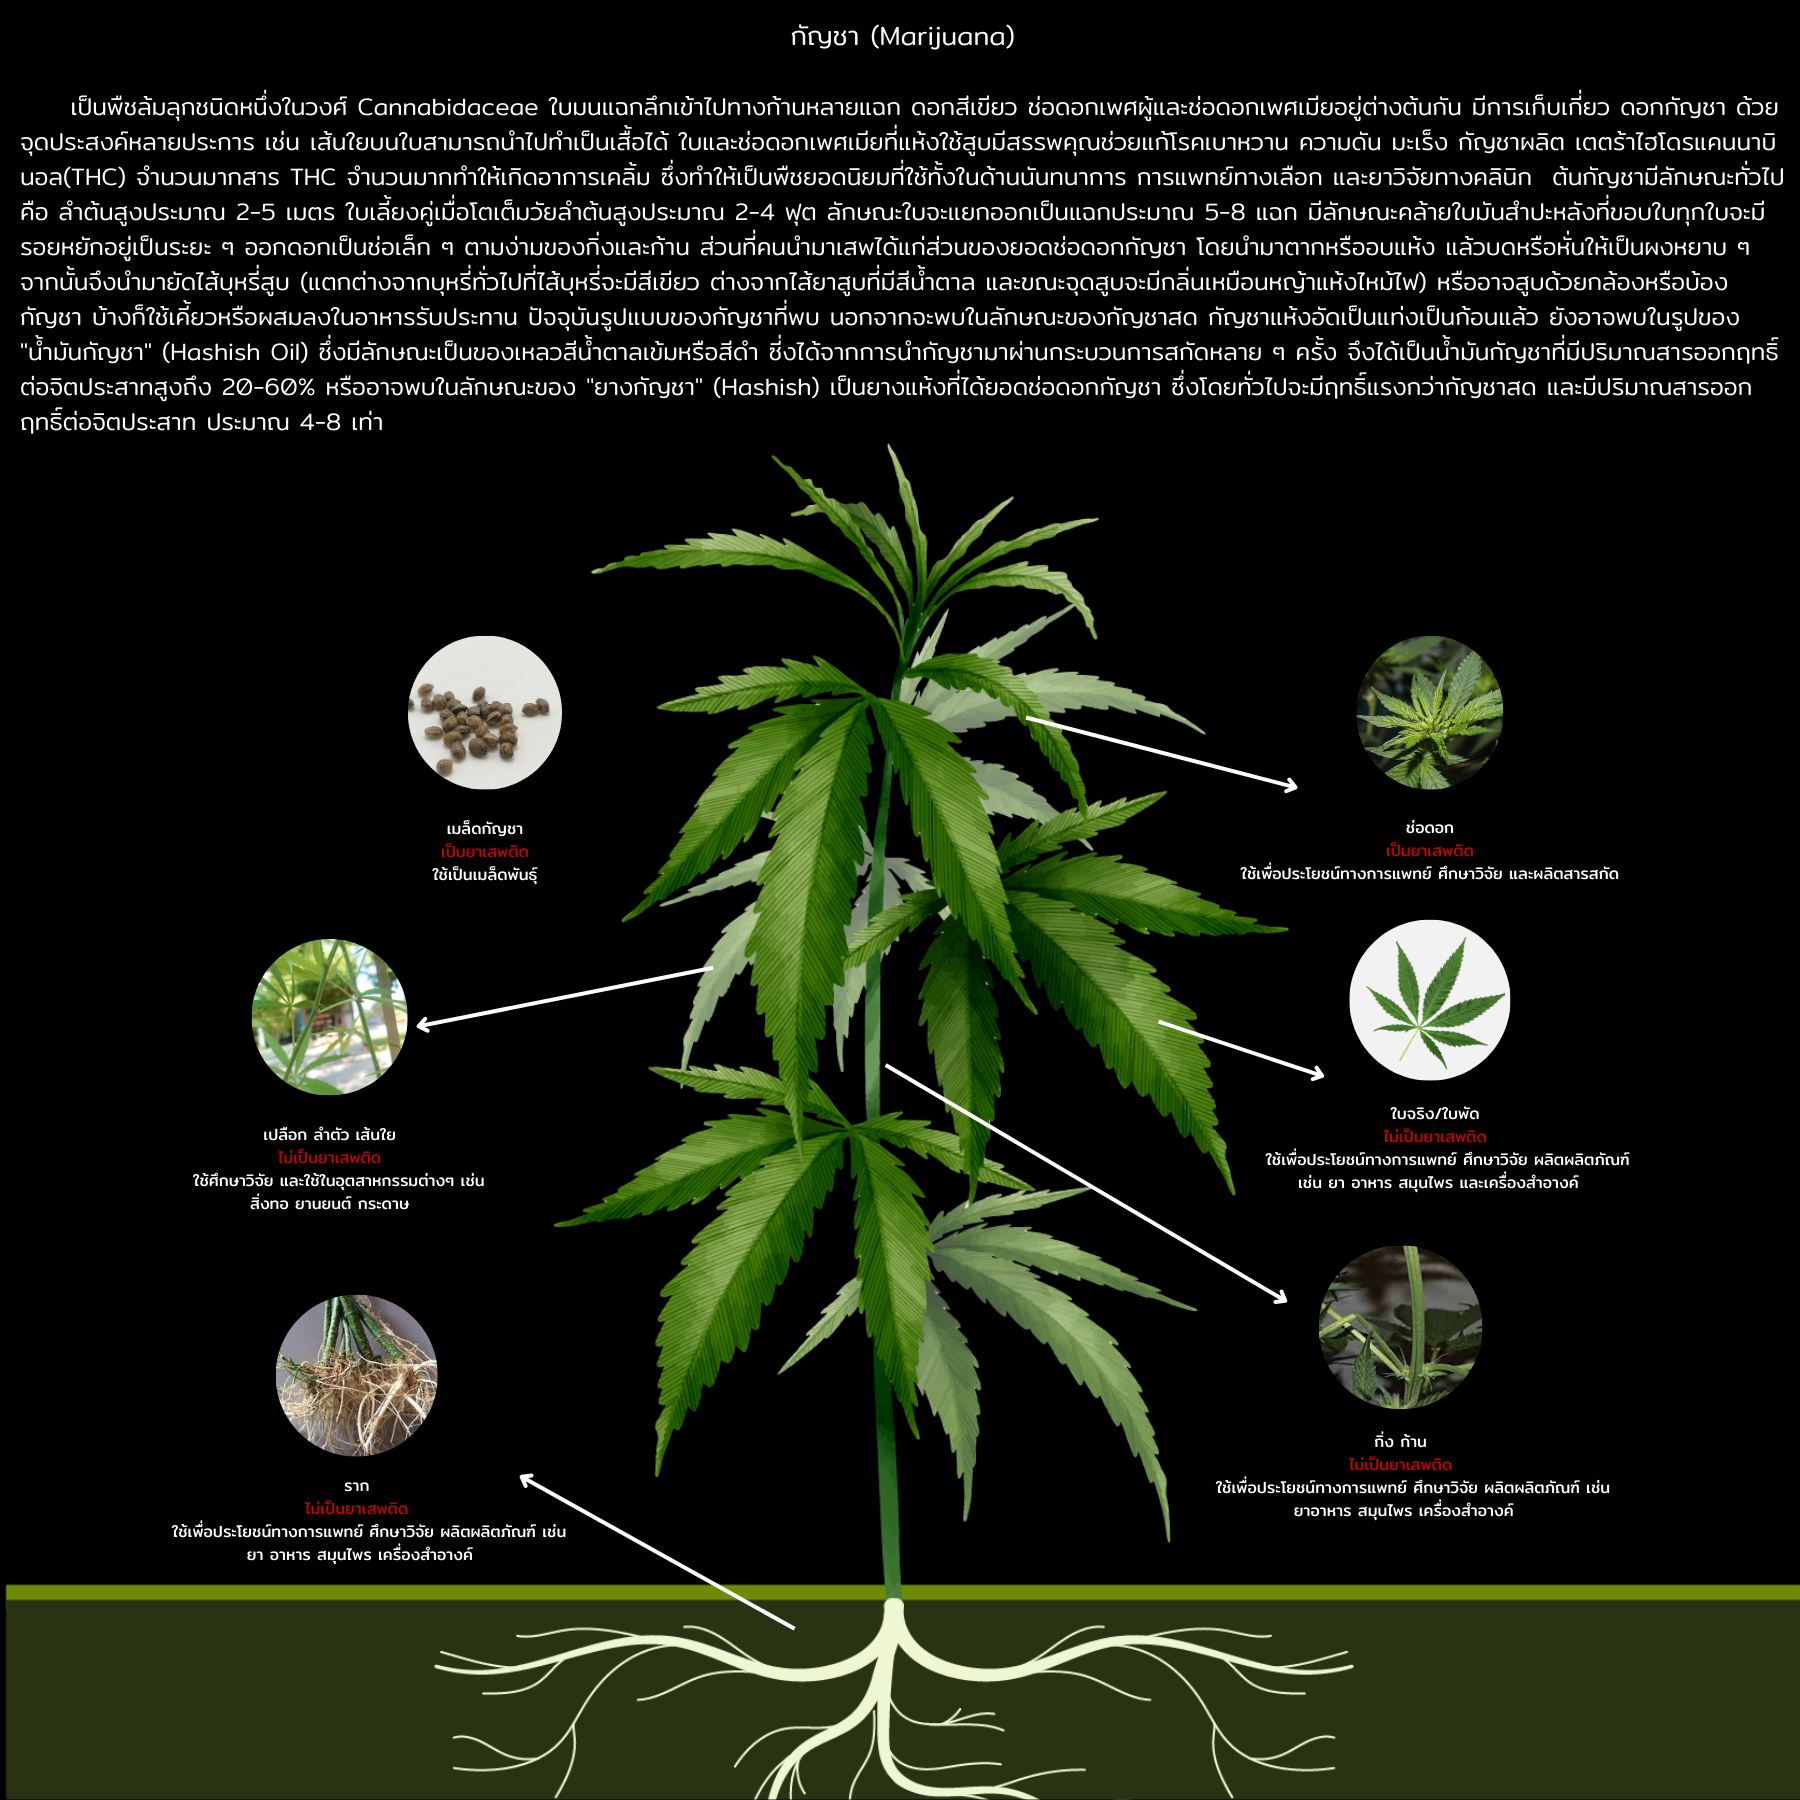 กัญชา (Marijuana)
เป็นพืชล้มลุกชนิดหนึ่งในวงศ์ Cannabidaceae ใบมนแฉกลึกเข้าไปทางก้านหลายแฉก ดอกสีเขียว ช่อดอกเพศผู้และช่อดอกเพศเมียอยู่ต่างต้นกัน มีการเก็บเกี่ยว ดอกกัญชา ด้วย
จุดประสงค์หลายประการ เช่น เส้นใยบนใบสามารถนำไปทำเป็นเสื้อได้ ใบและช่อดอกเพศเมียที่แห้งใช้สูบมีสรรพคุณช่วยแก้โรคเบาหวาน ความดัน มะเร็ง กัญชาผลิต เตตร้าไฮโดรแคนนาบิ
นอล(THC) จำนวนมากสาร THC จำนวนมากทำให้เกิดอาการเคลิ้ม ซึ่งทำให้เป็นพืชยอดนิยมที่ใช้ทั้งในด้านนันทนาการ การแพทย์ทางเลือก และยาวิจัยทางคลินิก ต้นกัญชามีลักษณะทั่วไป
คือ ลำต้นสูงประมาณ 2-5 เมตร ใบเลี้ยงคู่เมื่อโตเต็มวัยลำต้นสูงประมาณ 2-4 ฟุต ลักษณะใบจะแยกออกเป็นแฉกประมาณ 5-8 แฉก มีลักษณะคล้ายใบมันสำปะหลังที่ขอบใบทุกใบจะมี
รอยหยักอยู่เป็นระยะ ๆ ออกดอกเป็นช่อเล็ก ๆ ตามง่ามของกิ่งและก้าน ส่วนที่คนนำมาเสพได้แก่ส่วนของยอดช่อดอกกัญชา โดยนำมาตากหรืออบแห้ง แล้วบดหรือหั่นให้เป็นผงหยาบ ๆ
จากนั้นจึงนำมายัดไส้บุหรี่สูบ (แตกต่างจากบุหรี่ทั่วไปที่ไส้บุหรี่จะมีสีเขียว ต่างจากไส้ยาสูบที่มีสีน้ำตาล และขณะจุดสูบจะมีกลิ่นเหมือนหญ้าแห้งไหม้ไฟ) หรืออาจสูบด้วยกล้องหรือบ้อง
กัญชา บ้างก็ใช้เคี้ยวหรือผสมลงในอาหารรับประทาน ปัจจุบันรูปแบบของกัญชาที่พบ นอกจากจะพบในลักษณะของกัญชาสด กัญชาแห้งอัดเป็นแท่งเป็นก้อนแล้ว ยังอาจพบในรูปของ
"น้ำมันกัญชา" (Hashish Oil) ซึ่งมีลักษณะเป็นของเหลวสีน้ำตาลเข้มหรือสีดำ ซี่งได้จากการนำกัญชามาผ่านกระบวนการสกัดหลาย ๆ ครั้ง จึงได้เป็นน้ำมันกัญชาที่มีปริมาณสารออกฤทธิ์
ต่อจิตประสาทสูงถึง 20-60% หรืออาจพบในลักษณะของ "ยางกัญชา" (Hashish) เป็นยางแห้งที่ได้ยอดช่อดอกกัญชา ซึ่งโดยทั่วไปจะมีฤทธิ์แรงกว่ากัญชาสด และมีปริมาณสารออก
ฤทธิ์ต่อจิตประสาท ประมาณ 4-8 เท่า
เมล็ดกัญชา
เป็นยาเสพติด
ใช้เป็นเมล็ดพันธุ์
ช่อดอก
เป็นยาเสพติด
ใช้เพื่อประโยชน์ทางการแพทย์ ศึกษาวิจัย และผลิตสารสกัด
เปลือก ลำตัว เส้นใย
ไม่เป็นยาเสพติด
ใช้ศึกษาวิจัย และใช้ในอุตสาหกรรมต่างๆ เช่น
สิ่งทอ ยานยนต์ กระดาษ
ใบจริง/ใบพัด
ไม่เป็นยาเสพติด
ใช้เพื่อประโยชน์ทางการแพทย์ ศึกษาวิจัย ผลิตผลิตภัณฑ์
เช่น ยา อาหาร สมุนไพร และเครื่องสำอางค์
ราก
ไม่เป็นยาเสพติด
ใช้เพื่อประโยชน์ทางการแพทย์ ศึกษาวิจัย ผลิตผลิตภัณฑ์ เช่น
ยา อาหาร สมุนไพร เครื่องสำอางค์
กิ่ง ก้าน
ไม่เป็นยาเสพติด
ใช้เพื่อประโยชน์ทางการแพทย์ ศึกษาวิจัย ผลิตผลิตภัณฑ์ เช่น
ยาอาหาร สมุนไพร เครื่องสำอางค์